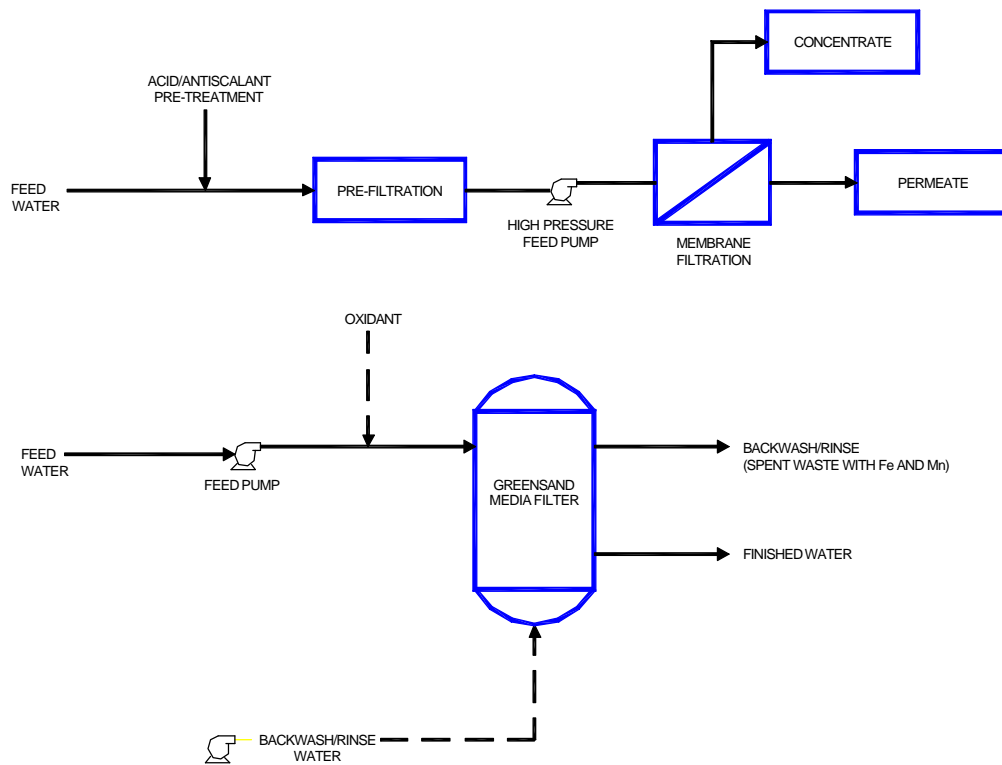 CONCENTRATE
ACID/ANTISCALANT
PRE-TREATMENT
FEED
WATER
PRE-FILTRATION
HIGH PRESSURE
FEED PUMP
MEMBRANE
FILTRATION
PERMEATE
OXIDANT
FEED
WATER
FEED PUMP
GREENSAND
MEDIA FILTER
BACKWASH/RINSE
(SPENT WASTE WITH Fe AND Mn)
FINISHED WATER
BACKWASH/RINSE
WATER